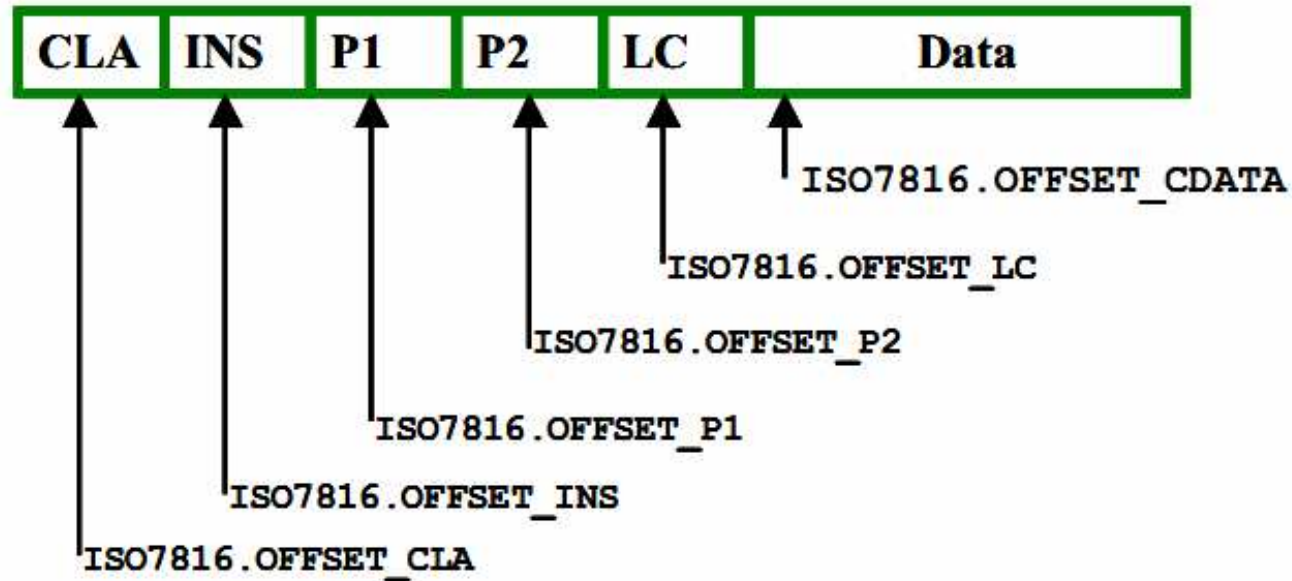 CLA INS P1 P2 LC Data
ISO7816.OFFSET_CDATA
ISO7816.OFFSET_LC
ISO7816.OFFSET_P2
ISO7816.OFFSET_P1
ISO7816.OFFSET_INS
ISO7816.OFFSET_CLA